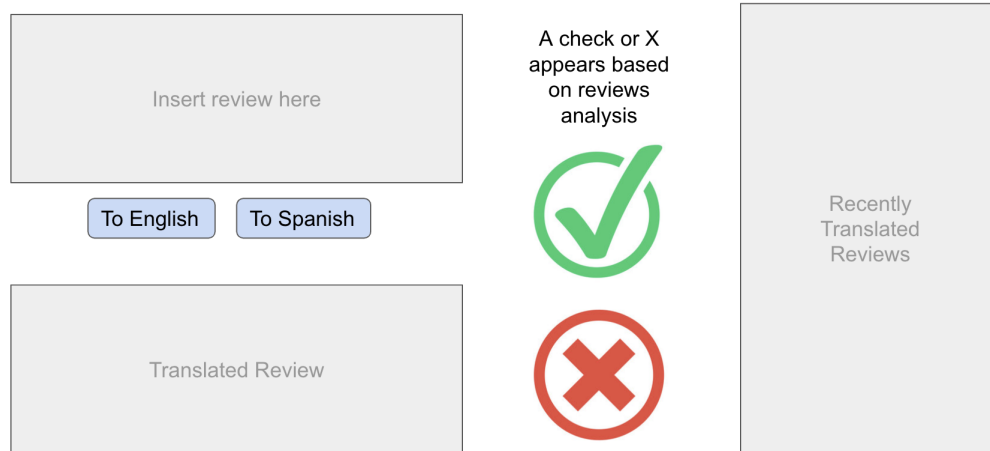 Insert review here
To English
To Spanish
Translated Review
A check or X
appears based
on reviews
analysis
Recently
Translated
Reviews